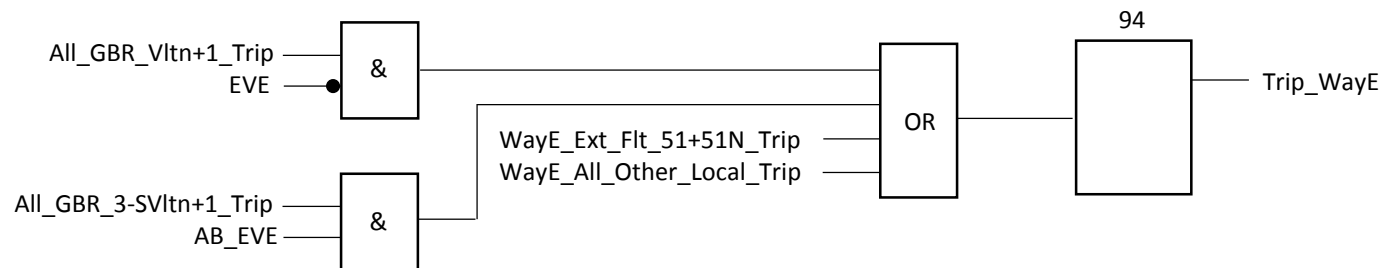 94
All_GBR_Vltn+1_Trip
EVE
&
Trip_WayE
OR
WayE_Ext_Flt_51+51N_Trip
WayE_All_Other_Local_Trip
All_GBR_3-SVltn+1_Trip
AB_EVE
&